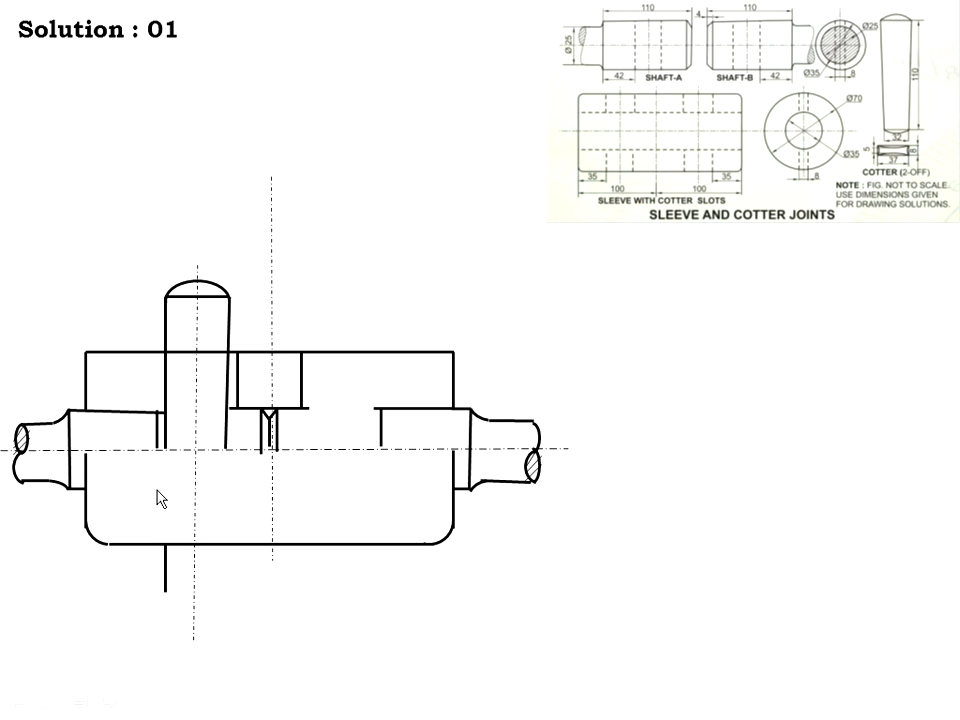 Solution : 01
110
110
4
Ø25
Ø25
110
Ø35
8
42
SHAFT-A
SHAFT-B
42
Ø70
32
5
8
Ø35
37
35
35
8
COTTER (2-OFF)
100
100
NOTE : FIG. NOT TO SCALE.
USE DIMENSIONS GIVEN
FOR DRAWING SOLUTIONS.
SLEEVE WITH COTTER SLOTS
SLEEVE AND COTTER JOINTS